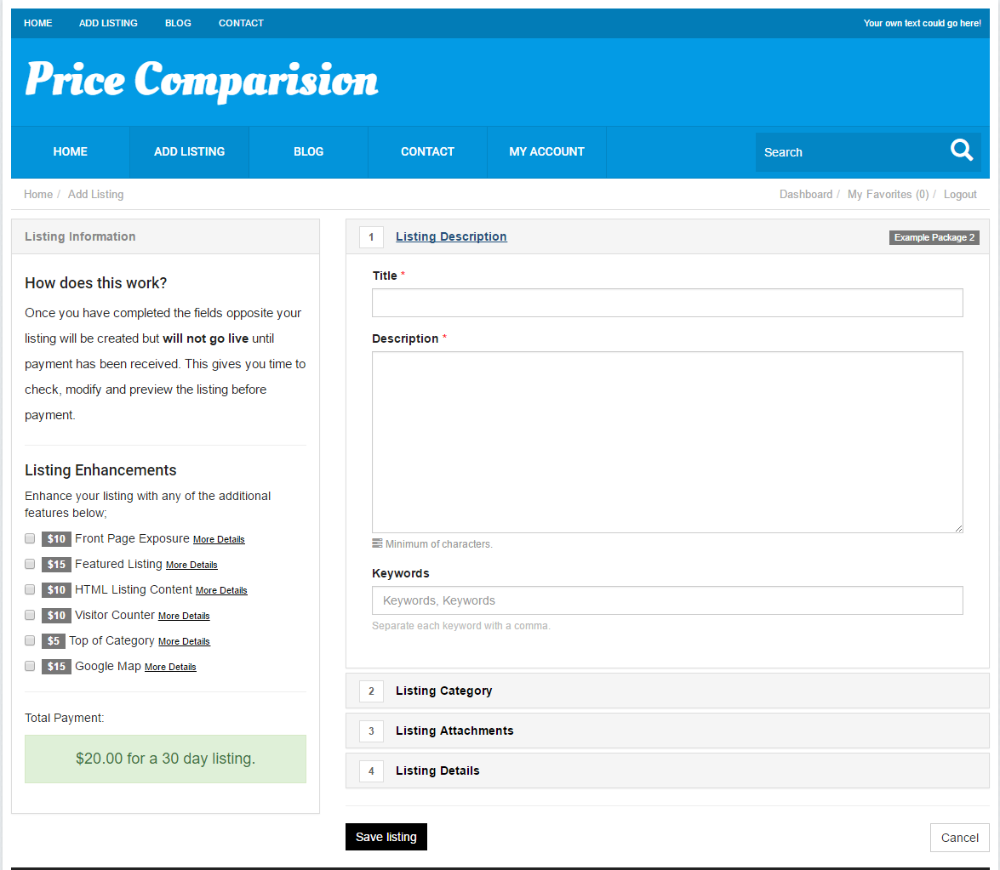 HOME ADD LISTING BLOG CONTACT Your own text could go here!
Price Comparision
HOME ADD LISTING BLOG CONTACT MY ACCOUNT Search
Home / Add Listing Dashboard / My Favorites (0) / Logout
Listing Information
How does this work?
Once you have completed the fields opposite your
listing will be created but will not go live until
payment has been received. This gives you time to
check, modify and preview the listing before
payment.
Listing Enhancements
Enhance your listing with any of the additional
features below;
$10 Front Page Exposure More Details
$15 Featured Listing More Details
$10 HTML Listing Content More Details
$10 Visitor Counter More Details
$5 Top of Category More Details
$15 Google Map More Details
Total Payment:
$20.00 for a 30 day listing.
1 Listing Description Example Package 2
Title *
Description *
Minimum of characters.
Keywords
Keywords, Keywords
Separate each keyword with a comma.
2 Listing Category
3 Listing Attachments
4 Listing Details
Save listing Cancel